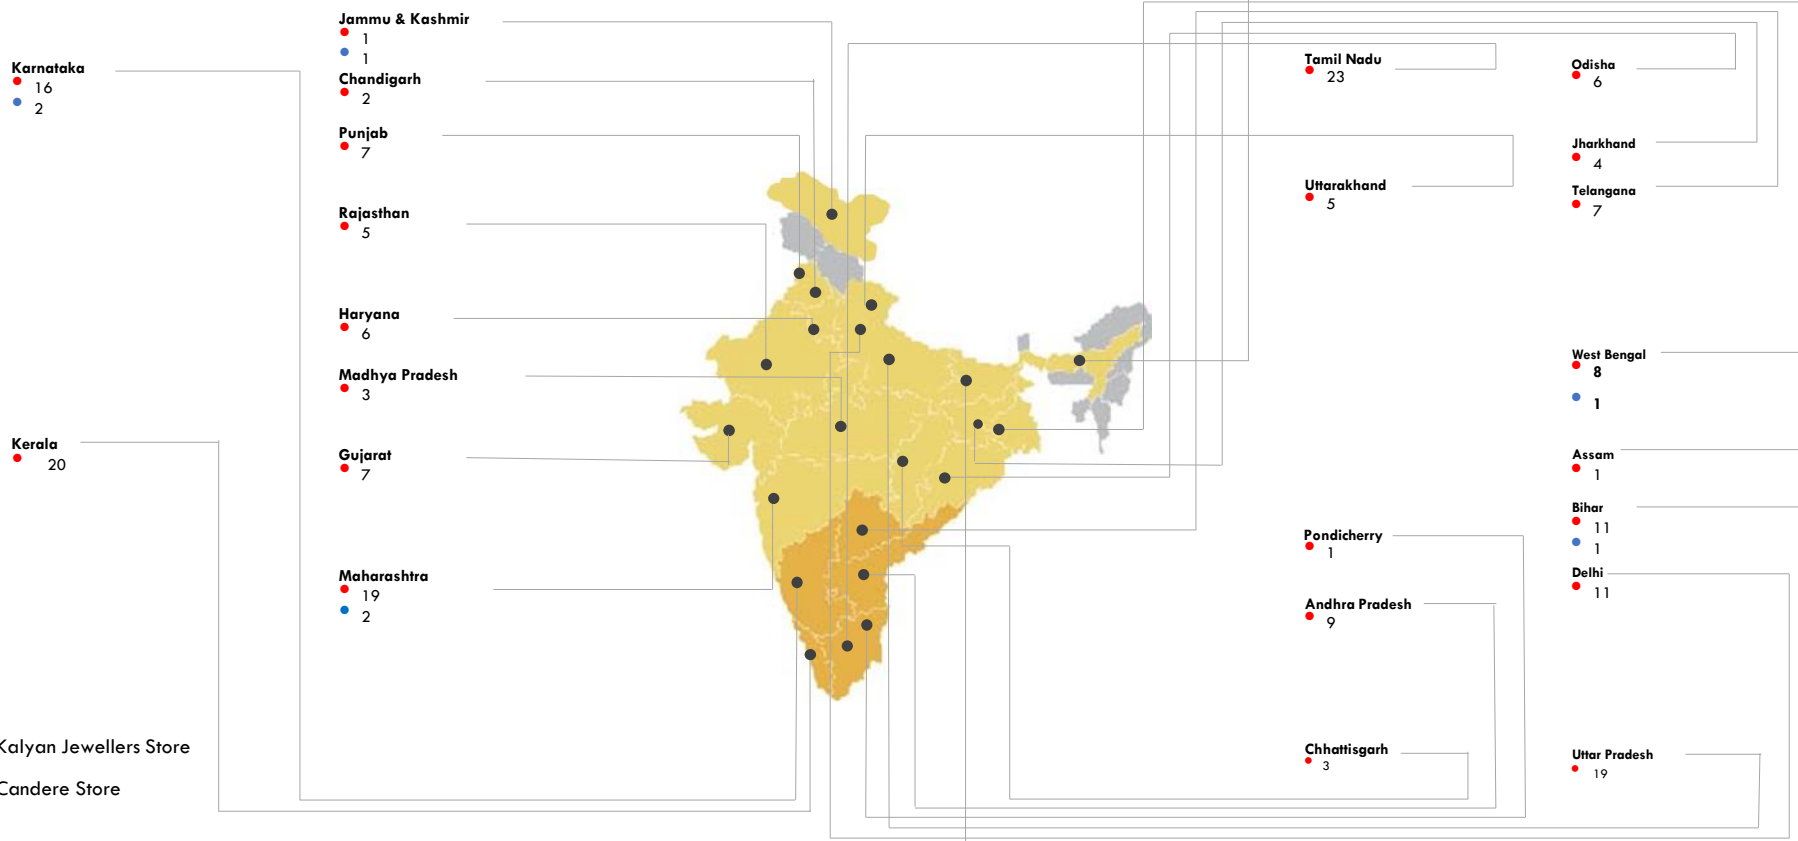 Karnataka
16
2
Kerala
20
Kalyan Jewellers Store
Candere Store
Jammu & Kashmir
1
1
Chandigarh
2
Punjab
7
Rajasthan
5
Haryana
6
Madhya Pradesh
3
Gujarat
7
Maharashtra
19
2
Tamil Nadu
23
Uttarakhand
5
Pondicherry
1
Andhra Pradesh
9
Chhattisgarh
3
Odisha
6
Jharkhand
4
Telangana
7
West Bengal
8
1
Assam
1
Bihar
11
1
Delhi
11
Uttar Pradesh
19